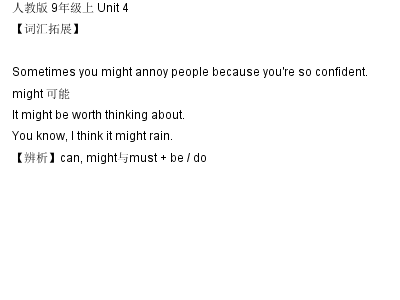 人教版 9年级上 Unit 4
【词汇拓展】
Sometimes you might annoy people because you're so confident.
might 可能
It might be worth thinking about.
You know, I think it might rain.
【辨析】can, might与must + be / do